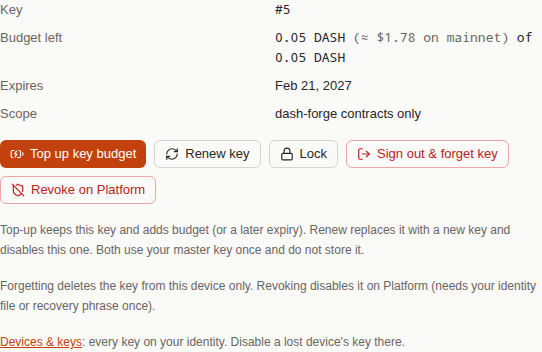 Key #5
Budget left 0.05 DASH (≈ $1.78 on mainnet) of
0.05 DASH
Expires Feb 21, 2027
Scope dash-forge contracts only
Top up key budget Renew key Lock Sign out & forget key
Revoke on Platform
Top-up keeps this key and adds budget (or a later expiry). Renew replaces it with a new key and
disables this one. Both use your master key once and do not store it.
Forgetting deletes the key from this device only. Revoking disables it on Platform (needs your identity
file or recovery phrase once).
Devices & keys: every key on your identity. Disable a lost device's key there.